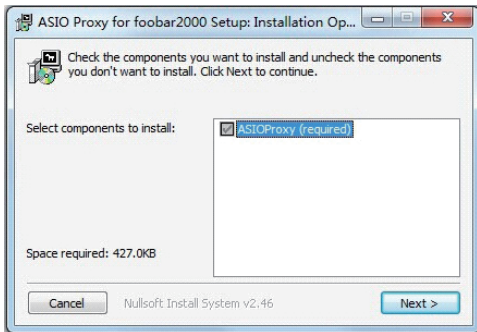 ASIO Proxy for foobar2000 Setup: Installation Op...
Check the components you want to install and uncheck the components
you don't want to install. Click Next to continue.
Select components to install:
ASIOProxy (required)
Space required: 427.0KB
Cancel
Nullsoft Install System v2.46
Next >